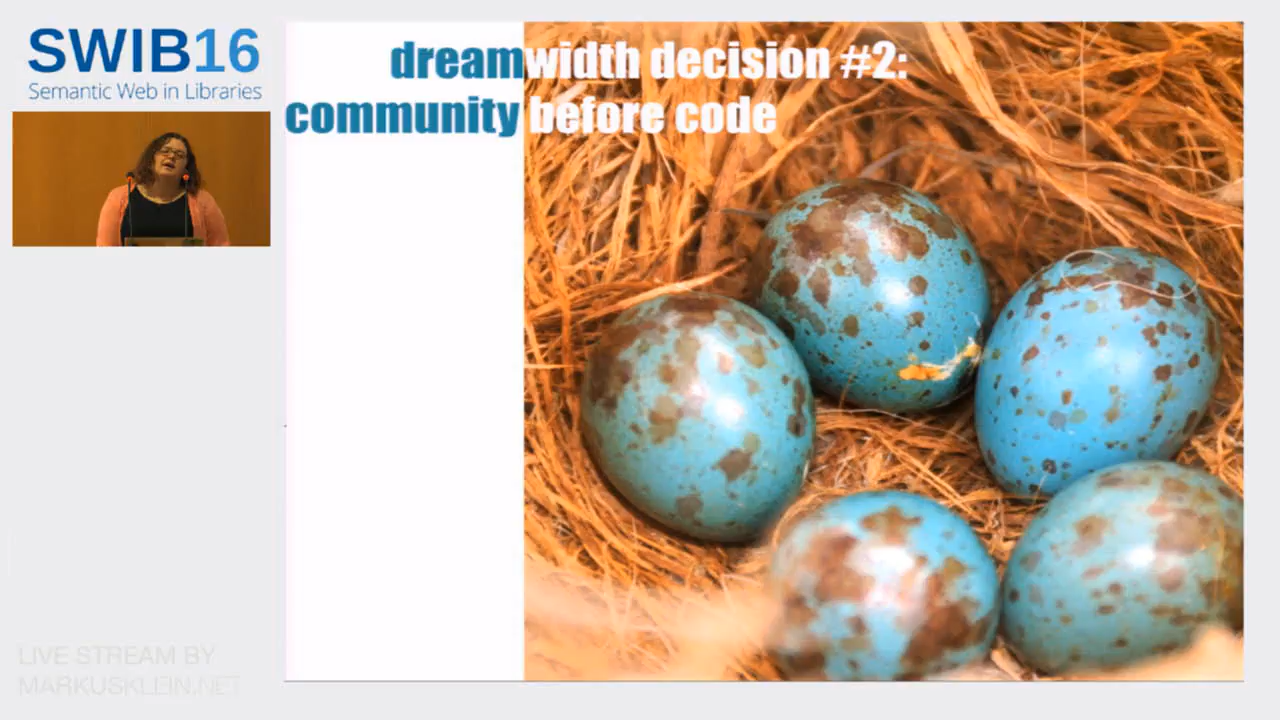 SWIB16
Semantic Web in Libraries
dreamwidth decision #2:
community before code
LIVE STREAM BY
MARKUSKLEIN.NET